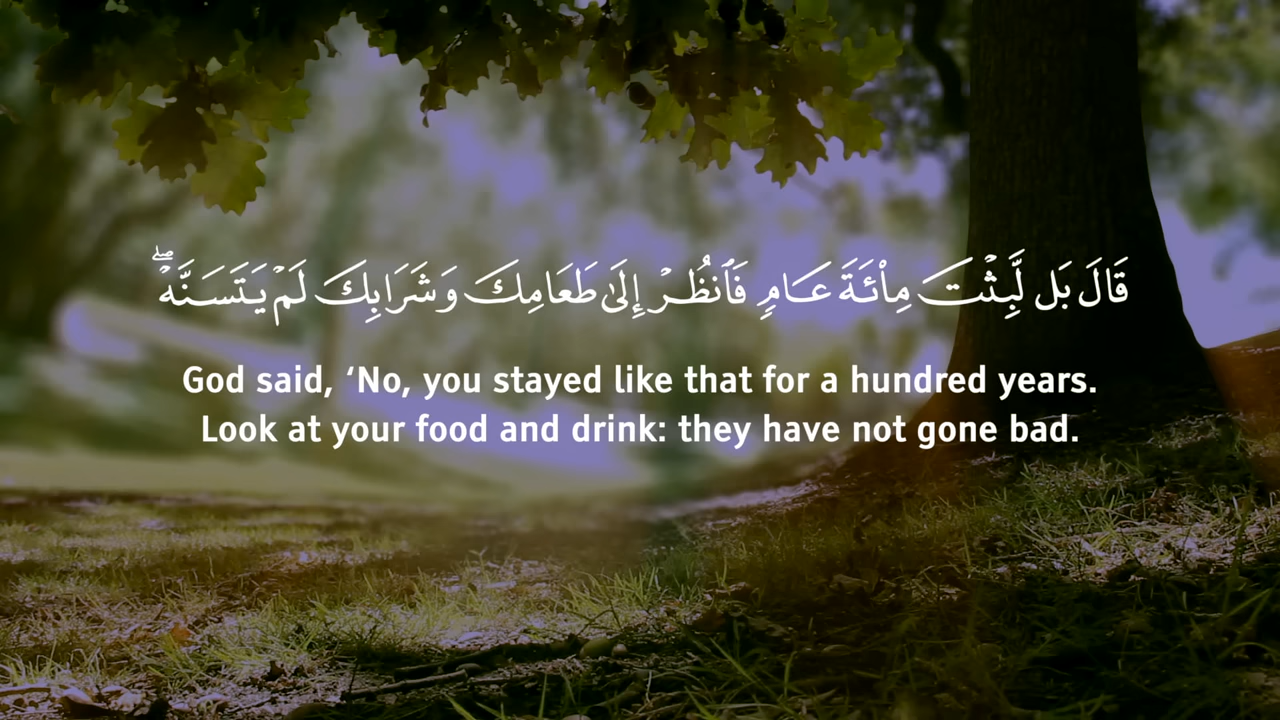 قَالَ بَل لَّبِثْتَ مِا۟ئَةَ عَامٍ فَٱنظُرْ إِلَىٰ طَعَامِكَ وَشَرَابِكَ لَمْ يَتَسَنَّهْ ۖ
God said, ‘No, you stayed like that for a hundred years.
Look at your food and drink: they have not gone bad.